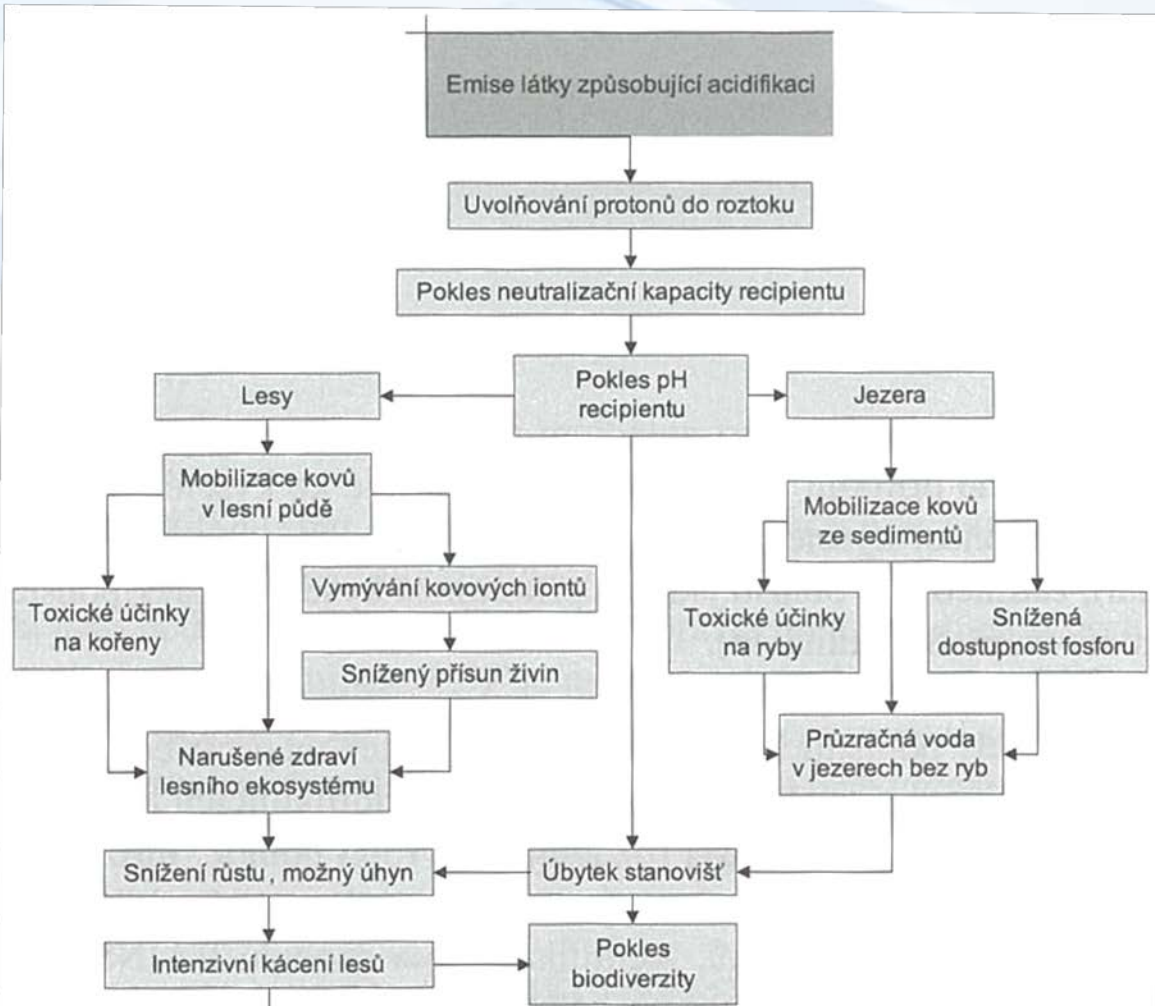 Emise látky způsobující acidifikaci
Uvolňování protonů do roztoku
Pokles neutralizační kapacity recipientu
Pokles pH
recipientu
Lesy
Jezera
Mobilizace kovů
v lesní půdě
Mobilizace kovů
ze sedimentů
Vymývání kovových iontů
Toxické účinky
na kořeny
Toxické účinky
na ryby
Snížená
dostupnost fosforu
Snížený přísun živin
Narušené zdraví
lesního ekosystému
Průzračná voda
v jezerech bez ryb
Snížení růstu , možný úhyn
Úbytek stanovišť
Intenzivní kácení lesů
Pokles
biodiverzity